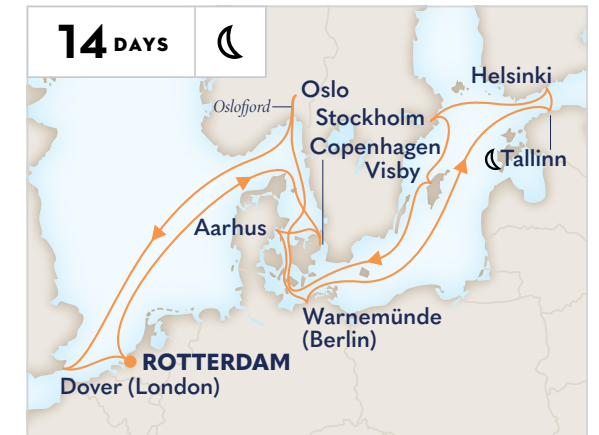 14 DAYS
Helsinki
Oslo
Oslofjord
Stockholm
Copenhagen
Visby
Tallinn
Aarhus
Warnemünde
(Berlin)
ROTTERDAM
Dover (London)